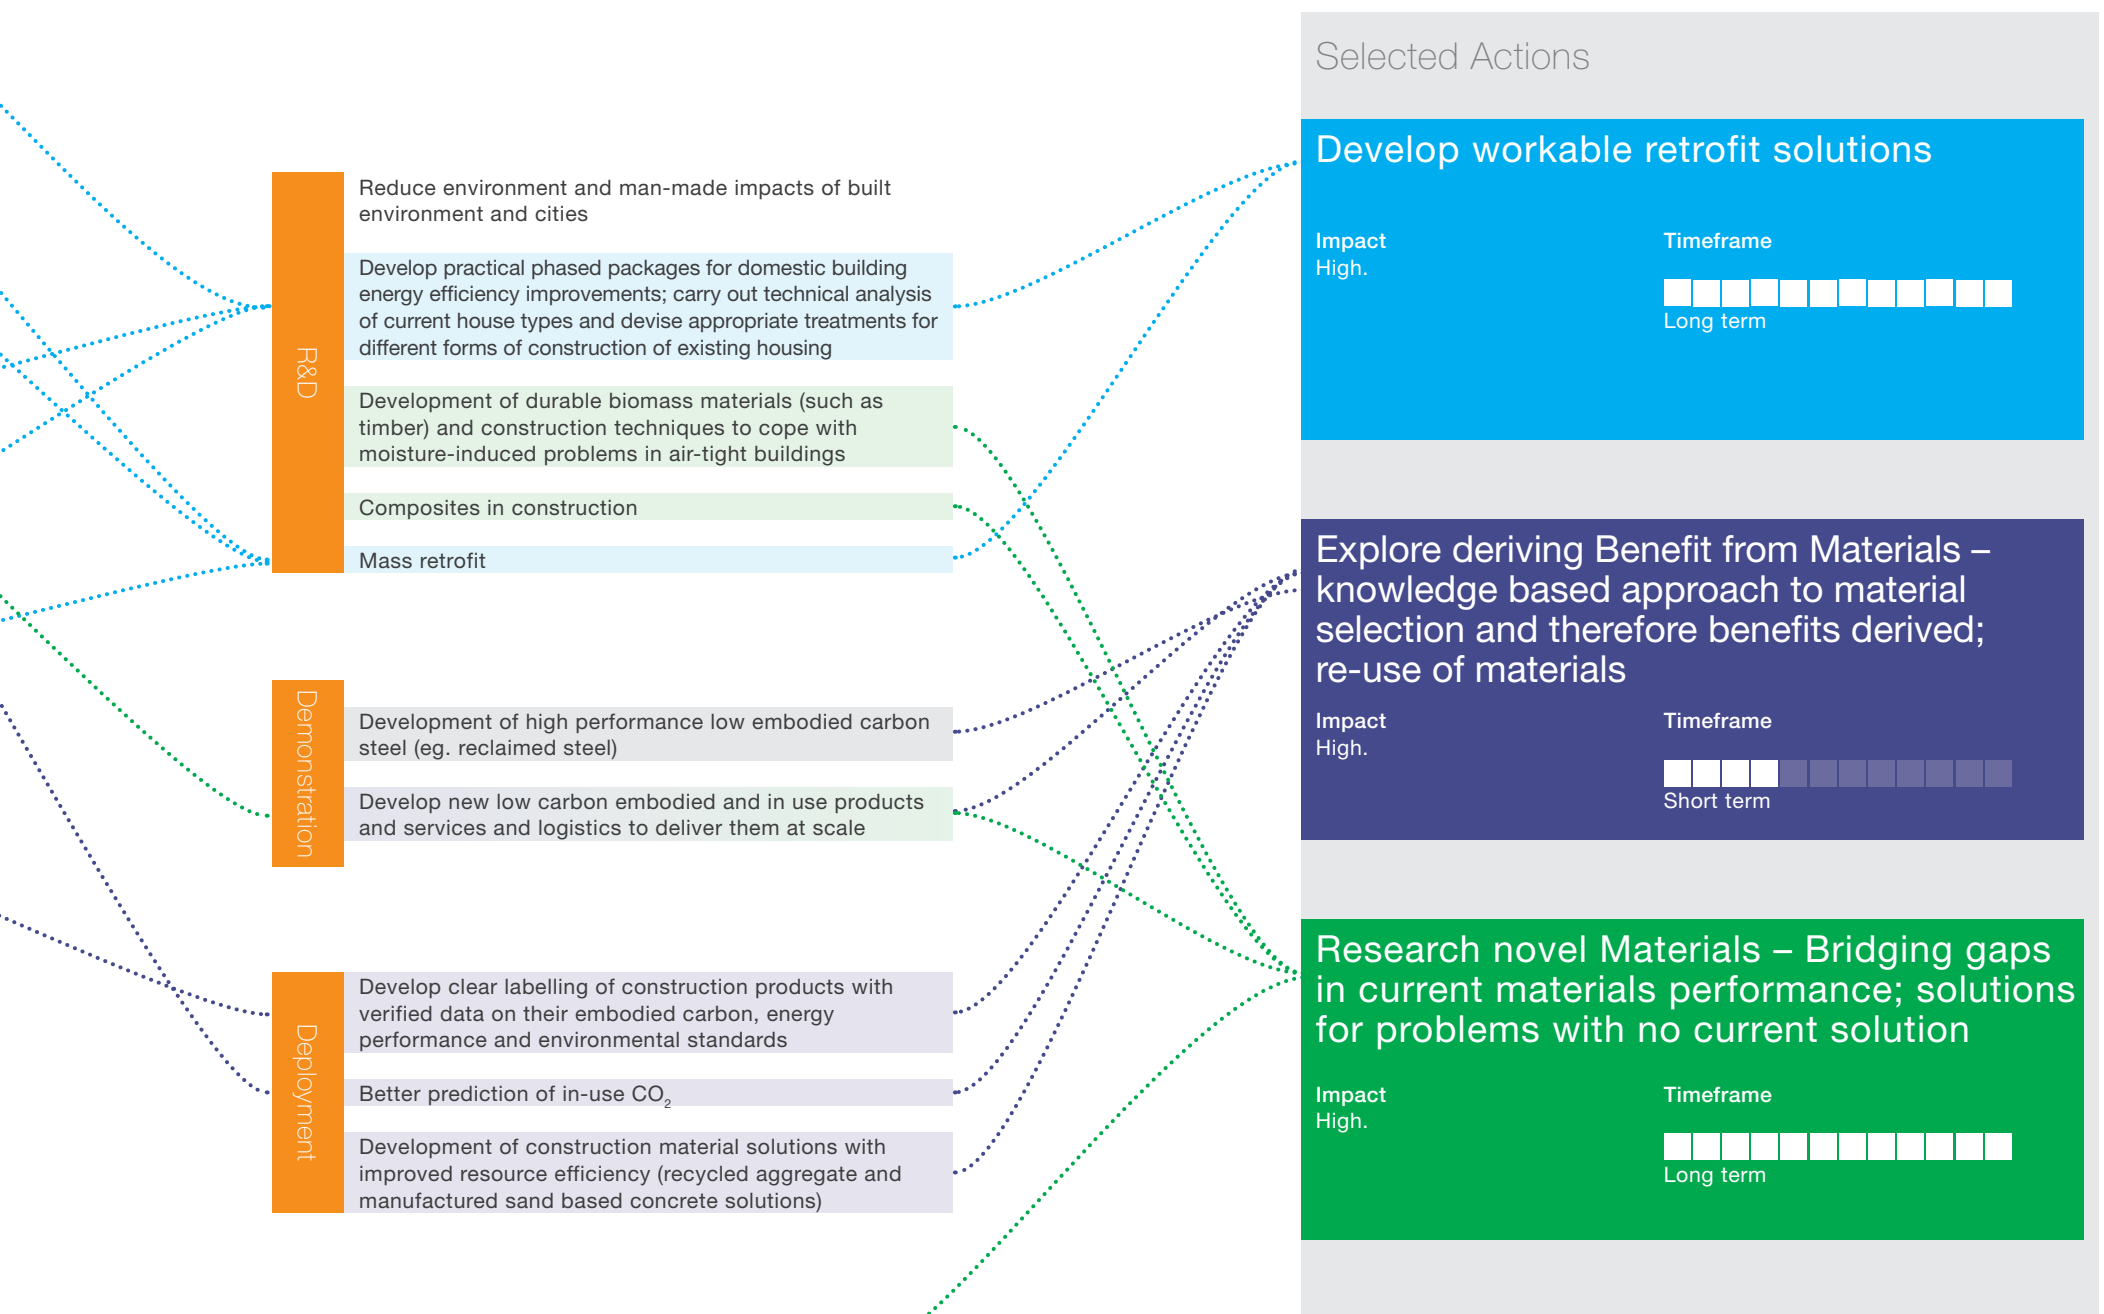 R&D
Reduce environment and man-made impacts of built
environment and cities
Develop practical phased packages for domestic building
energy efficiency improvements; carry out technical analysis
of current house types and devise appropriate treatments for
different forms of construction of existing housing
Development of durable biomass materials (such as
timber) and construction techniques to cope with
moisture-induced problems in air-tight buildings
Composites in construction
Mass retrofit
Demonstration
Development of high performance low embodied carbon
steel (eg. reclaimed steel)
Develop new low carbon embodied and in use products
and services and logistics to deliver them at scale
Deployment
Develop clear labelling of construction products with
verified data on their embodied carbon, energy
performance and environmental standards
Better prediction of in-use CO₂
Development of construction material solutions with
improved resource efficiency (recycled aggregate and
manufactured sand based concrete solutions)
Selected Actions
Develop workable retrofit solutions
Impact
High.
Timeframe
Long term
Explore deriving Benefit from Materials –
knowledge based approach to material
selection and therefore benefits derived;
re-use of materials
Impact
High.
Timeframe
Short term
Research novel Materials – Bridging gaps
in current materials performance; solutions
for problems with no current solution
Impact
High.
Timeframe
Long term